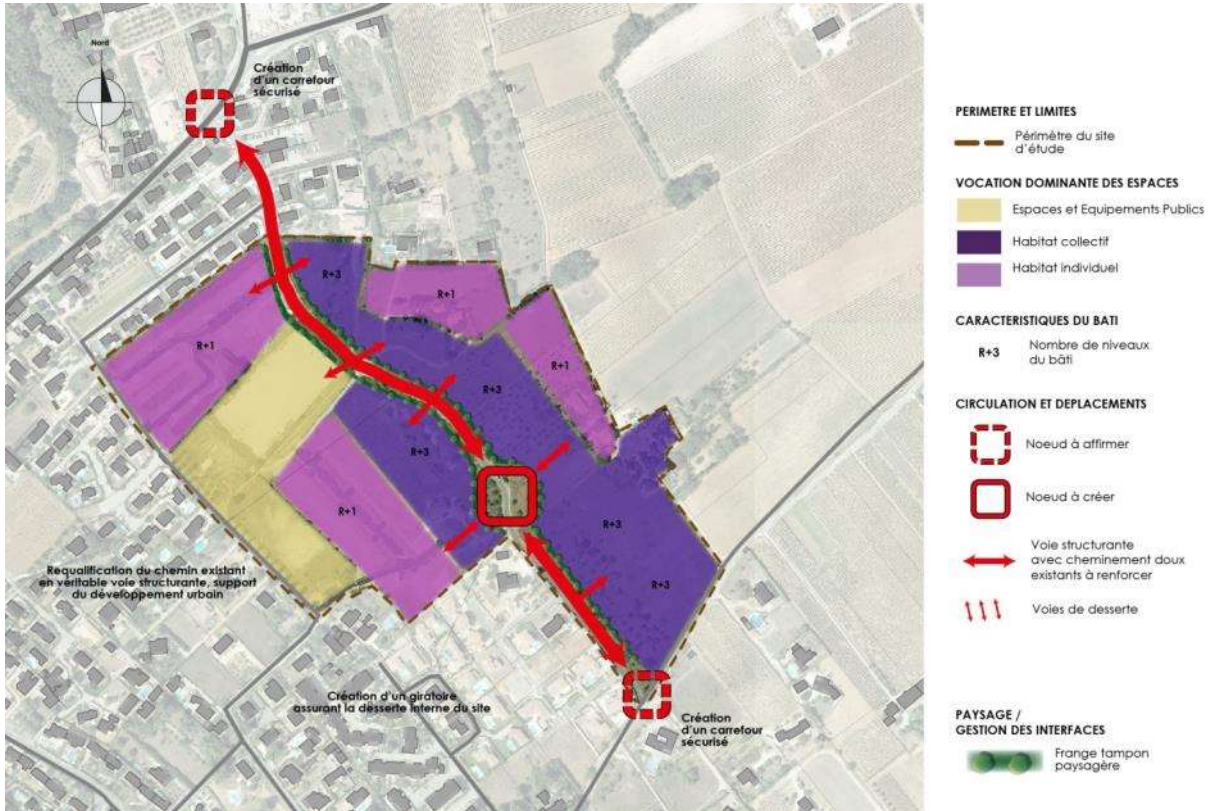 Nord
Création
d'un carrefour
sécurisé
R+3
R+1
R+1
R+1
R+3
R+3
R+1
R+3
R+3
Requalification du chemin existant
en véritable voie structurante, support
du développement urbain
Création d'un giratoire
assurant la desserte interne du site
Création
d'un carrefour
sécurisé
PERIMETRE ET LIMITES
Périmètre du site
d'étude
VOCATION DOMINANTE DES ESPACES
Espaces et Equipements Publics
Habitat collectif
Habitat individuel
CARACTERISTIQUES DU BATI
R+3
Nombre de niveaux
du bâti
CIRCULATION ET DEPLACEMENTS
Noeud à affirmer
Noeud à créer
Voie structurante
avec cheminement doux
existants à renforcer
Voies de desserte
PAYSAGE /
GESTION DES INTERFACES
Frange tampon
paysagère